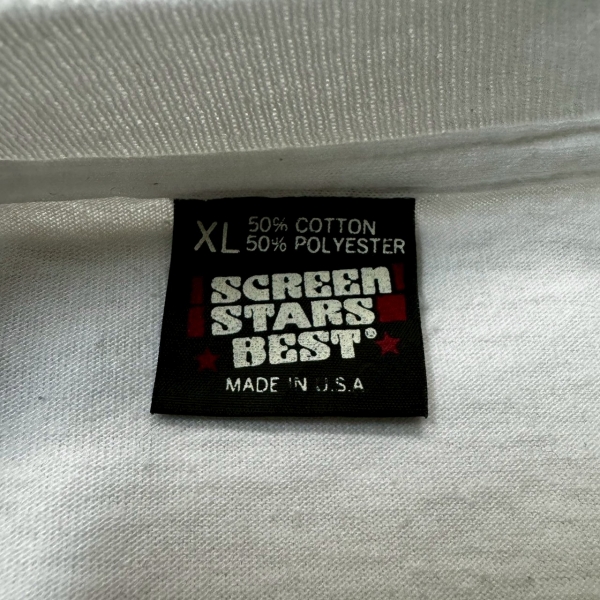 XL 50% COTTON
50% POLYESTER
SCREEN
STARS
BEST®
MADE IN U.S.A